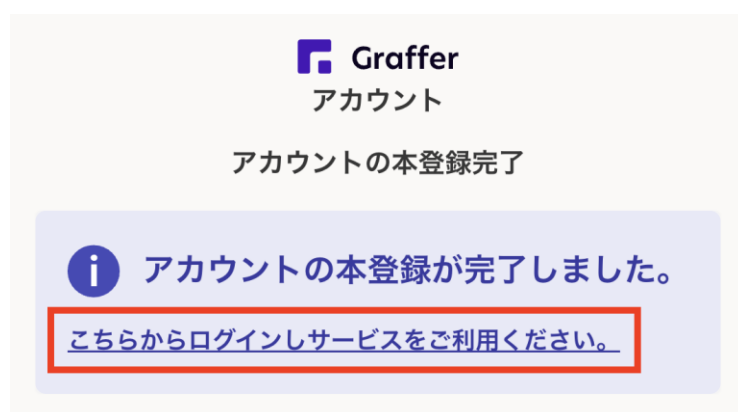 Graffer
アカウント
アカウントの本登録完了
アカウントの本登録が完了しました。
こちらからログインしサービスをご利用ください。